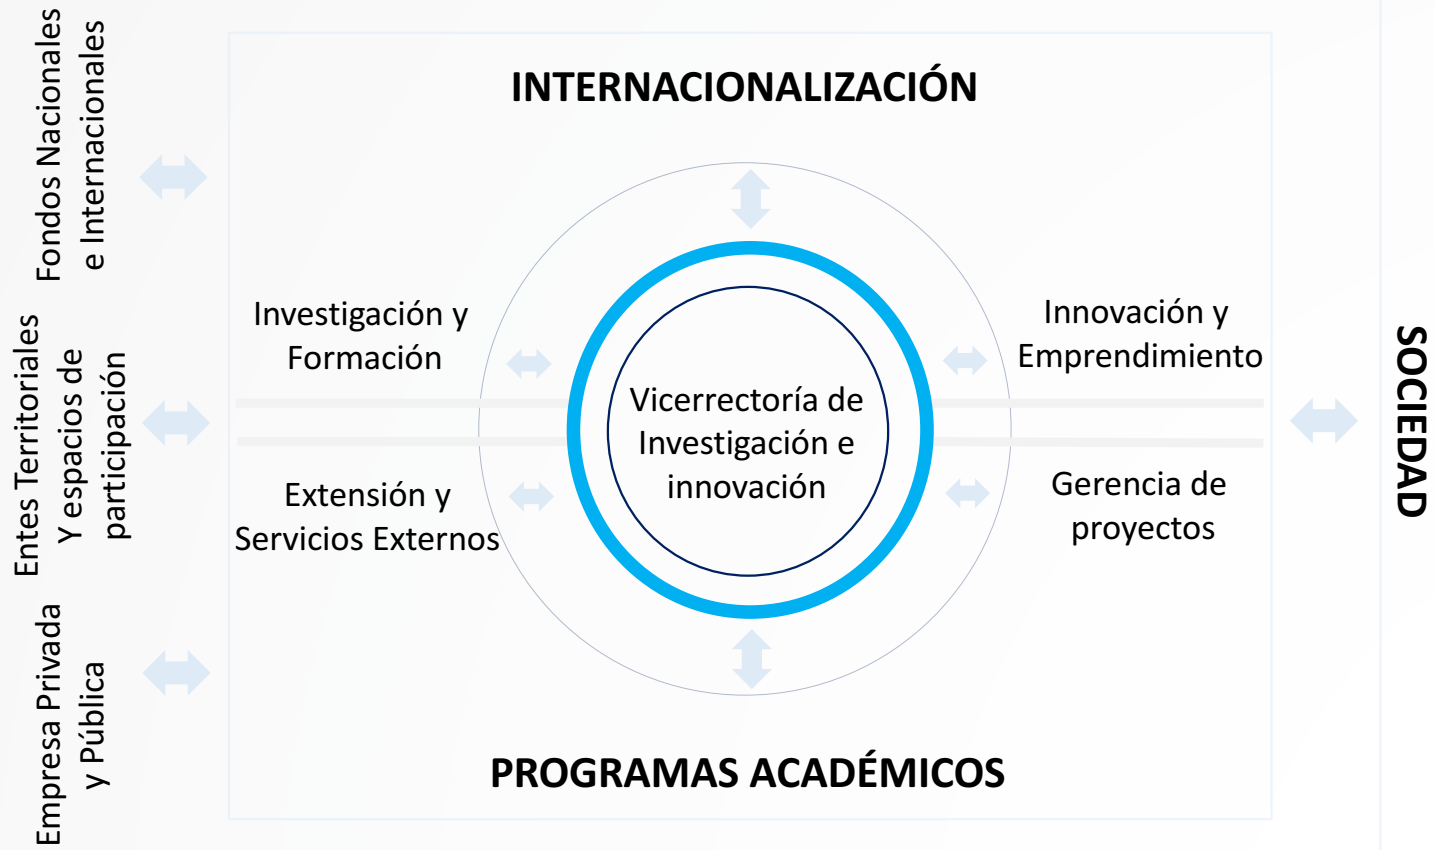 Fondos Nacionales
e Internacionales
Entes Territoriales
Y espacios de
participación
Empresa Privada
y Pública
INTERNACIONALIZACIÓN
Investigación y
Formación
Innovación y
Emprendimiento
Vicerrectoría de
Investigación e
innovación
Extensión y
Servicios Externos
Gerencia de
proyectos
PROGRAMAS ACADÉMICOS
SOCIEDAD